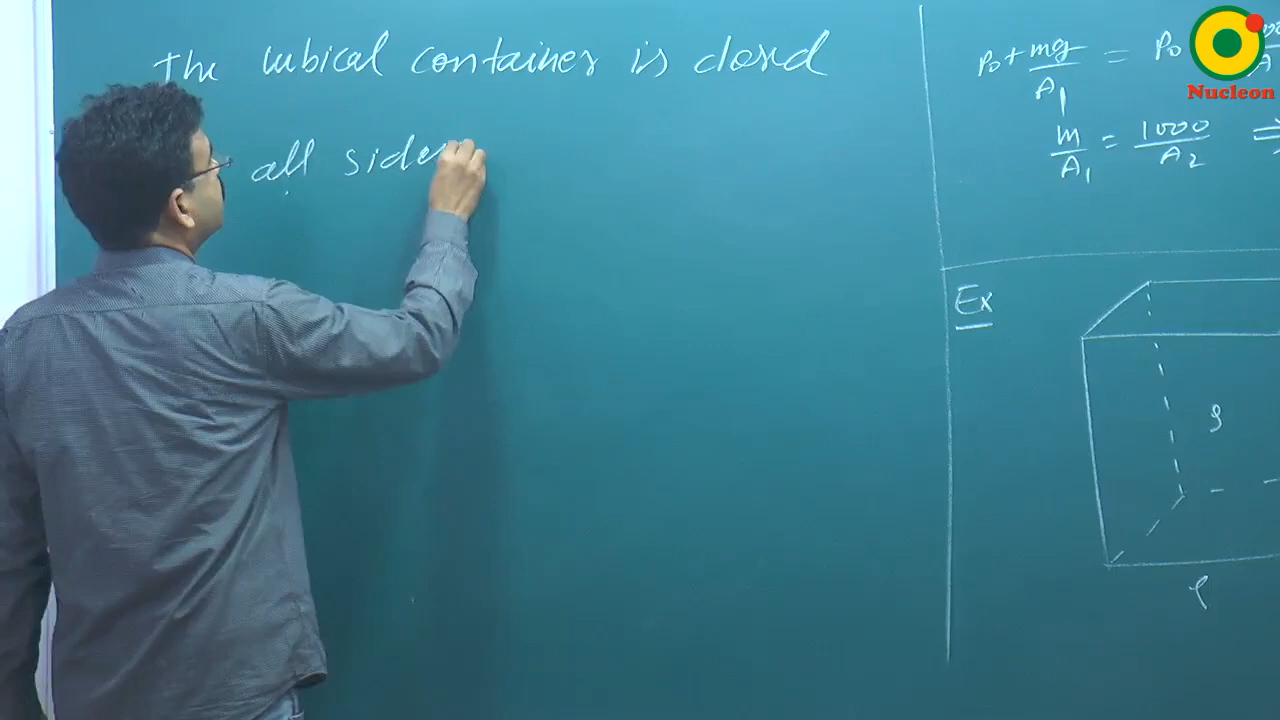 The cubical container is closed
all sides
P₀ + mg/A₁ = P₀
m/A₁ = 1000/A₂ ⇒
Ex
ρ
l
Nucleon